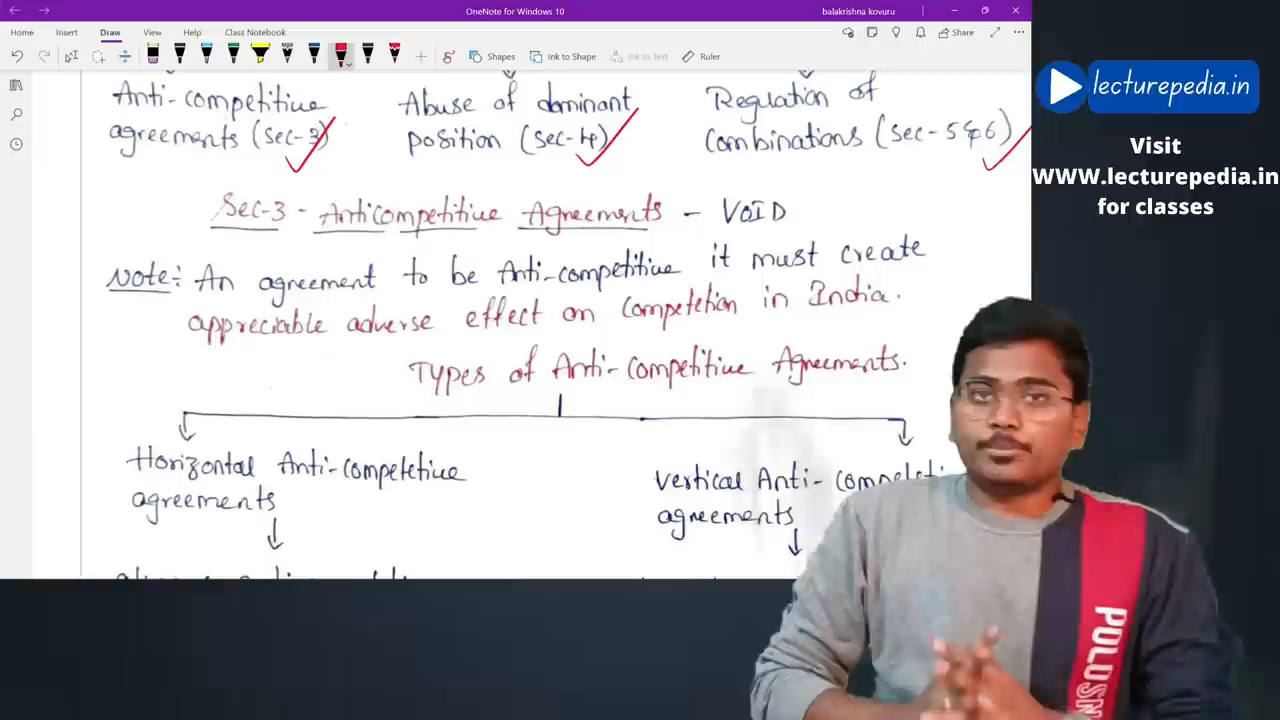 OneNote for Windows 10
balakrishna kovuru
Home Insert Draw View Help Class Notebook
Share
Shapes Ink to Shape Ink to Text Ruler
Anti-competitive
agreements (Sec-3)
Abuse of dominant
position (Sec-4)
Regulation of
combinations (Sec-5&6)
lecturepedia.in
Visit
WWW.lecturepedia.in
for classes
Sec-3 - Anticompetitive Agreements - VOID
Note:- An agreement to be Anti-competitive it must create
appreciable adverse effect on competetion in India.
Types of Anti-competitive Agreements.
Horizontal Anti-competetive
agreements
Vertical Anti-competeti
agreements
POLO